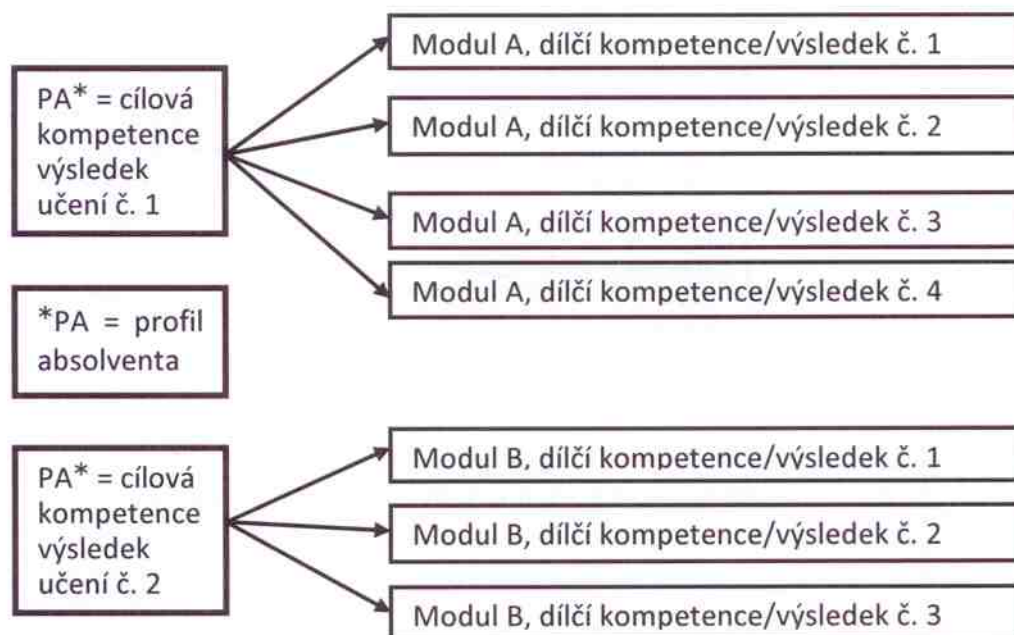 PA* = cílová
kompetence
výsledek
učení č. 1
Modul A, dílčí kompetence/výsledek č. 1
Modul A, dílčí kompetence/výsledek č. 2
Modul A, dílčí kompetence/výsledek č. 3
Modul A, dílčí kompetence/výsledek č. 4
*PA = profil
absolventa
PA* = cílová
kompetence
výsledek
učení č. 2
Modul B, dílčí kompetence/výsledek č. 1
Modul B, dílčí kompetence/výsledek č. 2
Modul B, dílčí kompetence/výsledek č. 3